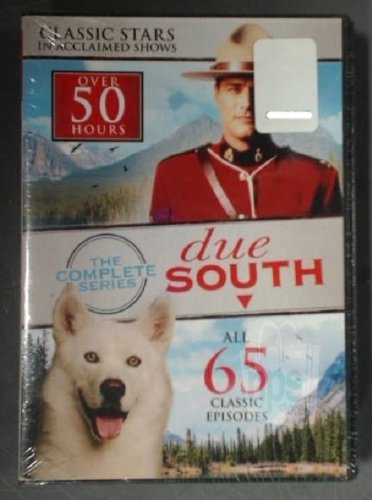 CLASSIC STARS
IN ACCLAIMED SHOWS
OVER
50
HOURS
THE
COMPLETE
SERIES
due
SOUTH
ALL
65
CLASSIC
EPISODES